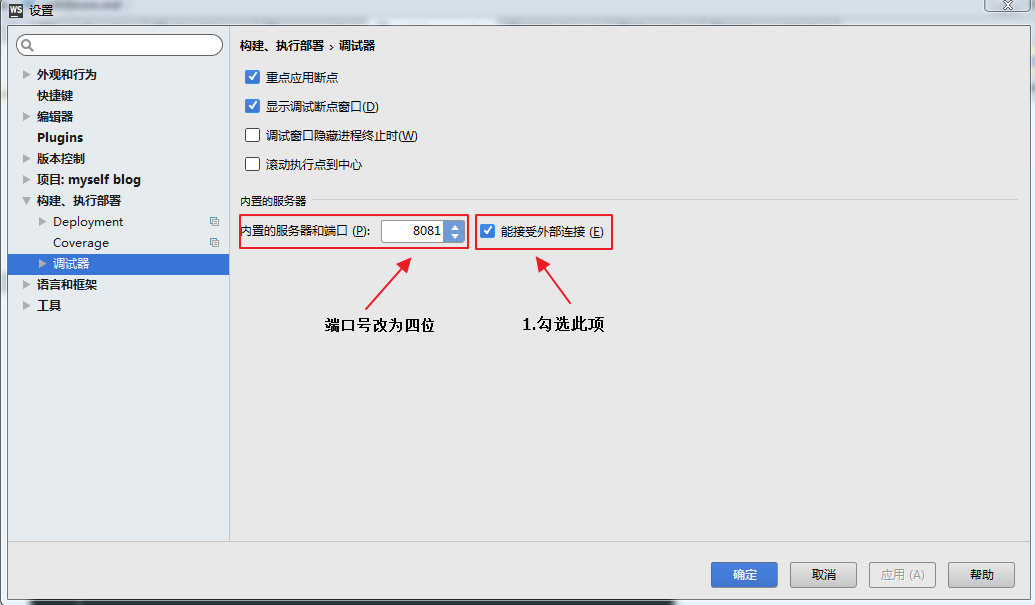 WS 设置
外观和行为
快捷键
编辑器
Plugins
版本控制
项目: myself blog
构建、执行部署
Deployment
Coverage
调试器
语言和框架
工具
构建、执行部署 › 调试器
重点应用断点
显示调试断点窗口(D)
调试窗口隐藏进程终止时(W)
滚动执行点到中心
内置的服务器
内置的服务器和端口 (P): 8081 能接受外部连接 (E)
端口号改为四位 1.勾选此项
确定 取消 应用 (A) 帮助